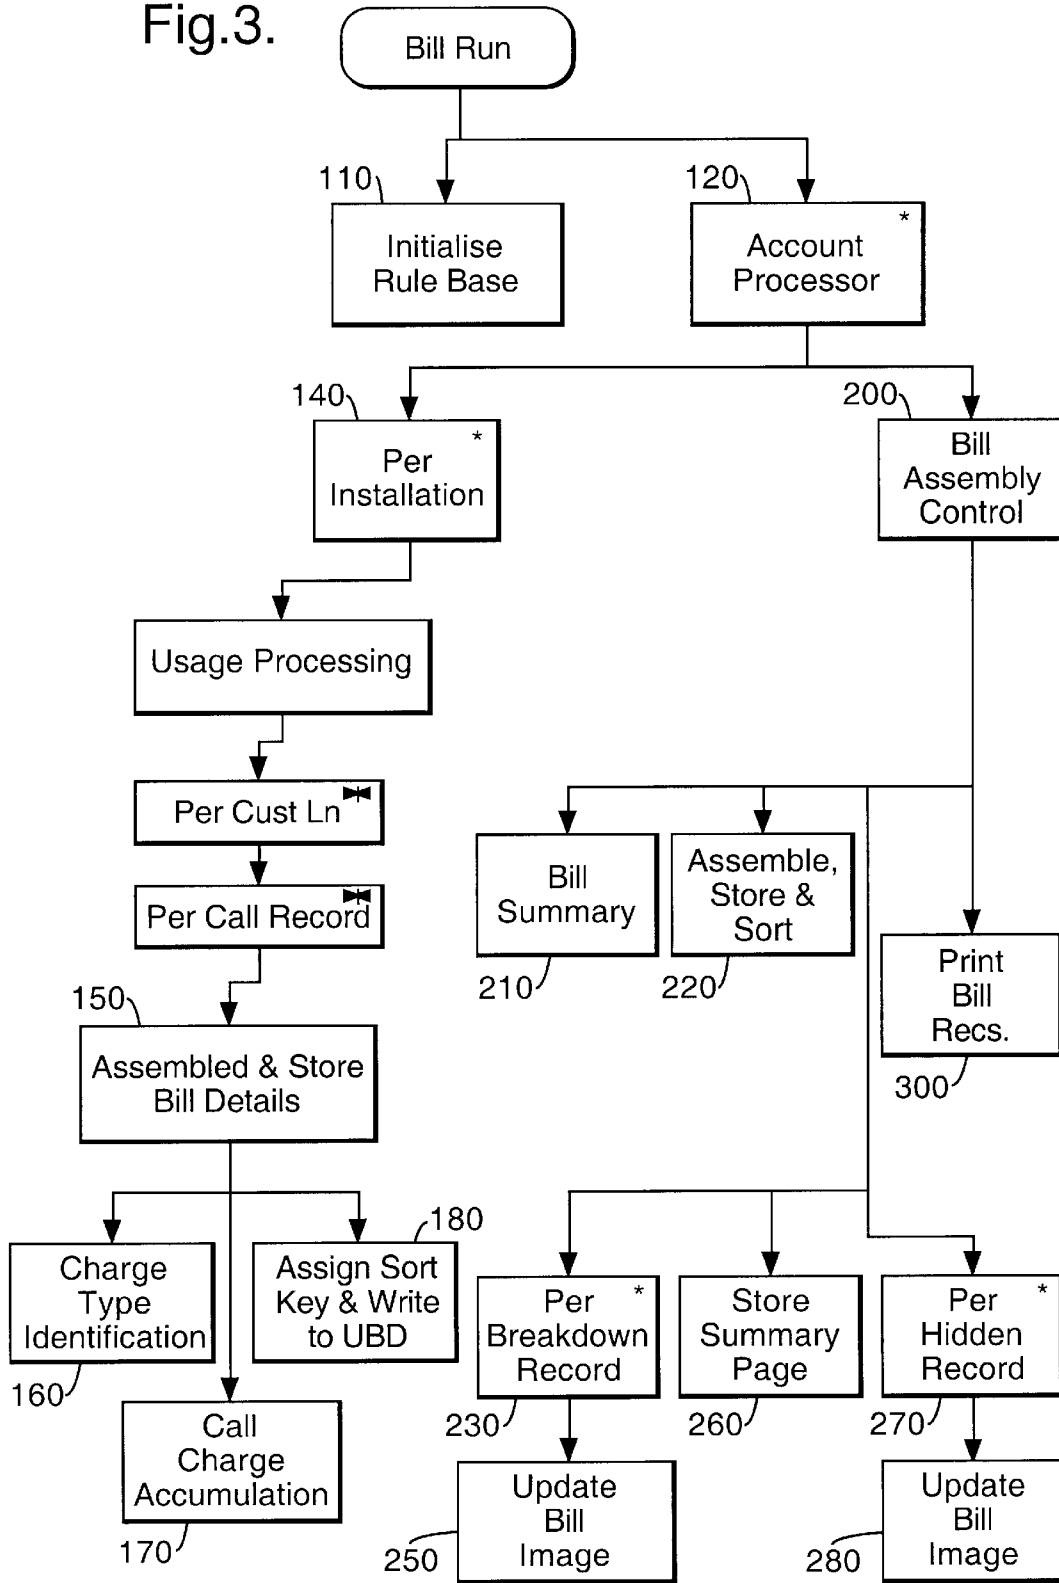 Fig.3.
Bill Run
110
120
Initialise
Rule Base
*
Account
Processor
140
200
*
Per
Installation
Bill
Assembly
Control
Usage Processing
Per Cust Ln
Per Call Record
Bill
Summary
Assemble,
Store &
Sort
210
220
Print
Bill
Recs.
300
150
Assembled & Store
Bill Details
180
Charge
Type
Identification
Assign Sort
Key & Write
to UBD
160
Call
Charge
Accumulation
170
*
Per
Breakdown
Record
Store
Summary
Page
*
Per
Hidden
Record
230
260
270
Update
Bill
Image
250
Update
Bill
Image
280